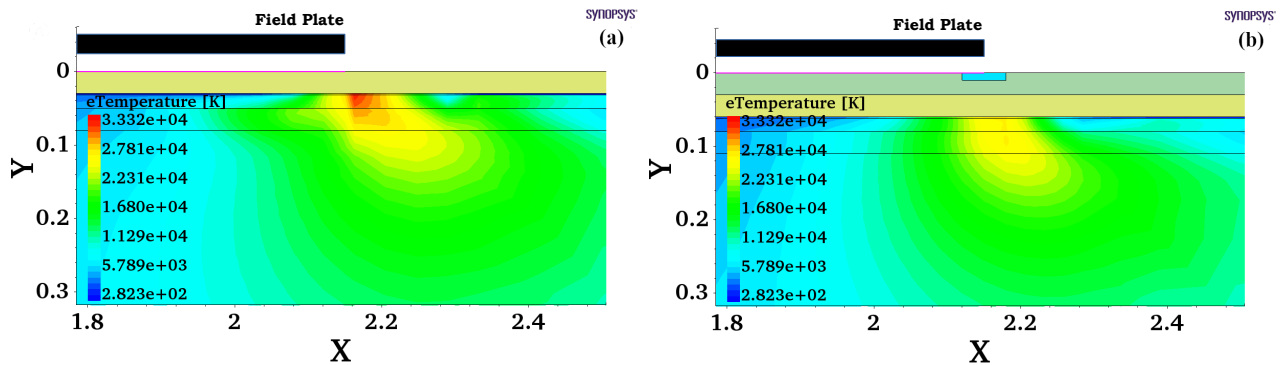 SYNOPSYS®
Field Plate
(a)
0
eTemperature [K]
3.332e+04
0.1
2.781e+04
2.231e+04
0.2
1.680e+04
1.129e+04
5.789e+03
0.3
2.823e+02
Y
1.8
2
2.2
2.4
X
SYNOPSYS®
Field Plate
(b)
0
eTemperature [K]
3.332e+04
0.1
2.781e+04
2.231e+04
0.2
1.680e+04
1.129e+04
5.789e+03
0.3
2.823e+02
Y
1.8
2
2.2
2.4
X